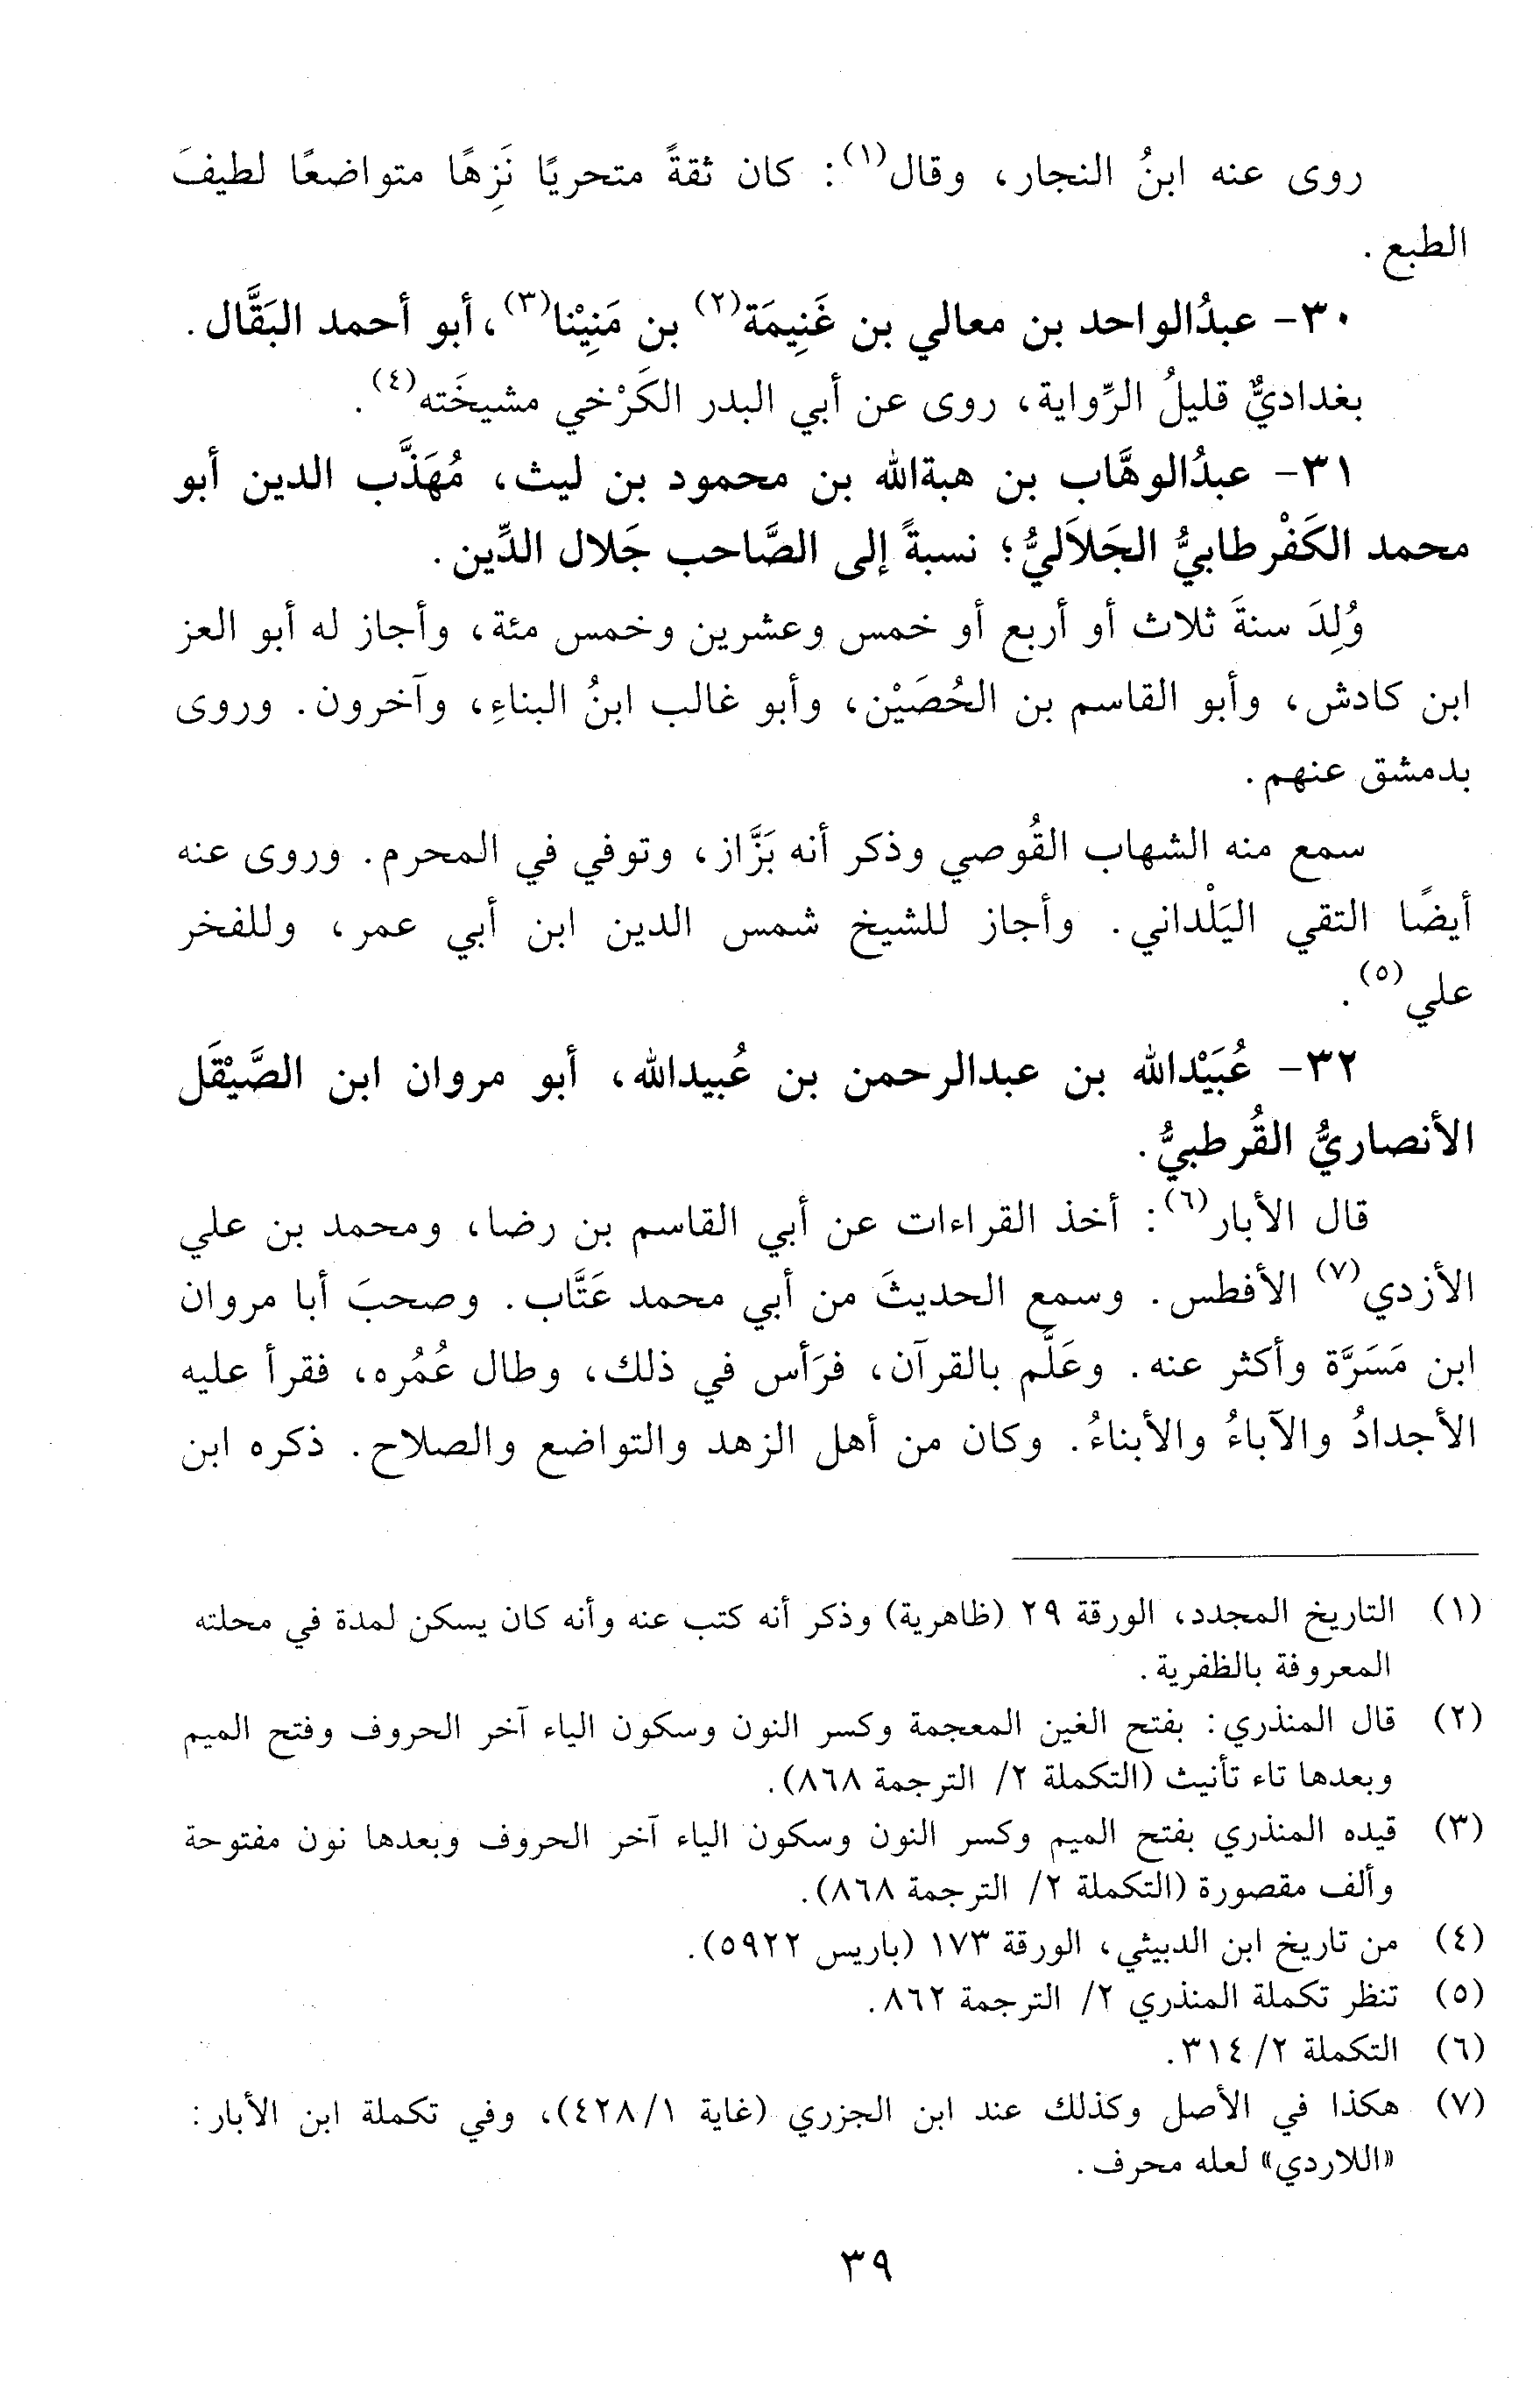 روى عنه ابنُ النجار، وقال(١): كان ثقةً متحريًا نَزِهًا متواضعًا لطيفَ
الطبع.
٣٠- عبدُالواحد بن معالي بن غَنِيمَة(٢) بن مَنِيْنا(٣)، أبو أحمد البَقَّال.
بغداديٌّ قليلُ الرِّواية، روى عن أبي البدر الكَرْخي مشيخَته(٤).
٣١- عبدُالوهَّاب بن هبةالله بن محمود بن ليث، مُهَذَّب الدين أبو
محمد الكَفْرطابيُّ الجَلاَليُّ؛ نسبةً إلى الصَّاحب جَلال الدِّين.
وُلِدَ سنةَ ثلاث أو أربع أو خمس وعشرين وخمس مئة، وأجاز له أبو العز
ابن كادش، وأبو القاسم بن الحُصَيْن، وأبو غالب ابنُ البناءِ، وآخرون. وروى
بدمشق عنهم.
سمع منه الشهاب القُوصي وذكر أنه بَزَّاز، وتوفي في المحرم. وروى عنه
أيضًا التقي اليَلْداني. وأجاز للشيخ شمس الدين ابن أبي عمر، وللفخر
علي(٥).
٣٢- عُبَيْدالله بن عبدالرحمن بن عُبيدالله، أبو مروان ابن الصَّيْقَل
الأنصاريُّ القُرطبيُّ.
قال الأبار(٦): أخذ القراءات عن أبي القاسم بن رضا، ومحمد بن علي
الأزدي(٧) الأفطس. وسمع الحديثَ من أبي محمد عَتَّاب. وصحبَ أبا مروان
ابن مَسَرَّة وأكثر عنه. وعَلَّم بالقرآن، فرَأس في ذلك، وطال عُمُره، فقرأ عليه
الأجدادُ والآباءُ والأبناءُ. وكان من أهل الزهد والتواضع والصلاح. ذكره ابن
(١) التاريخ المجدد، الورقة ٢٩ (ظاهرية) وذكر أنه كتب عنه وأنه كان يسكن لمدة في محلته
المعروفة بالظفرية.
(٢) قال المنذري: بفتح الغين المعجمة وكسر النون وسكون الياء آخر الحروف وفتح الميم
وبعدها تاء تأنيث (التكملة ٢/ الترجمة ٨٦٨).
(٣) قيده المنذري بفتح الميم وكسر النون وسكون الياء آخر الحروف وبعدها نون مفتوحة
وألف مقصورة (التكملة ٢/ الترجمة ٨٦٨).
(٤) من تاريخ ابن الدبيثي، الورقة ١٧٣ (باريس ٥٩٢٢).
(٥) تنظر تكملة المنذري ٢/ الترجمة ٨٦٢.
(٦) التكملة ٢/ ٣١٤.
(٧) هكذا في الأصل وكذلك عند ابن الجزري (غاية ١/ ٤٢٨)، وفي تكملة ابن الأبار:
«اللاردي» لعله محرف.
٣٩